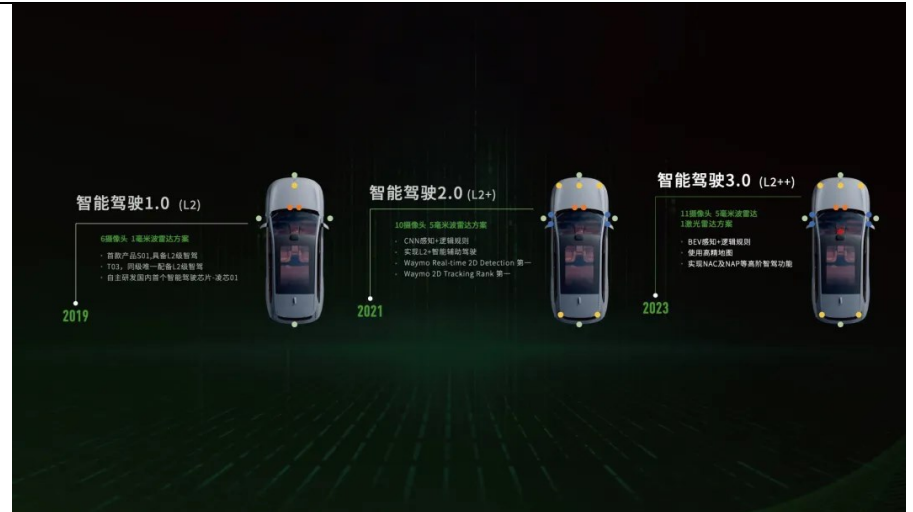 智能驾驶1.0 (L2)
6摄像头 1毫米波雷达方案
· 首款产品S01,具备L2级智驾
· T03，同级唯一配备L2级智驾
· 自主研发国内首个智能驾驶芯片-凌芯01
2019
智能驾驶2.0 (L2+)
10摄像头 5毫米波雷达方案
· CNN感知+逻辑规则
· 实现L2+智能辅助驾驶
· Waymo Real-time 2D Detection 第一
· Waymo 2D Tracking Rank 第一
2021
智能驾驶3.0 (L2++)
11摄像头 5毫米波雷达
1激光雷达方案
· BEV感知+逻辑规则
· 使用高精地图
· 实现NAC及NAP等高阶智驾功能
2023